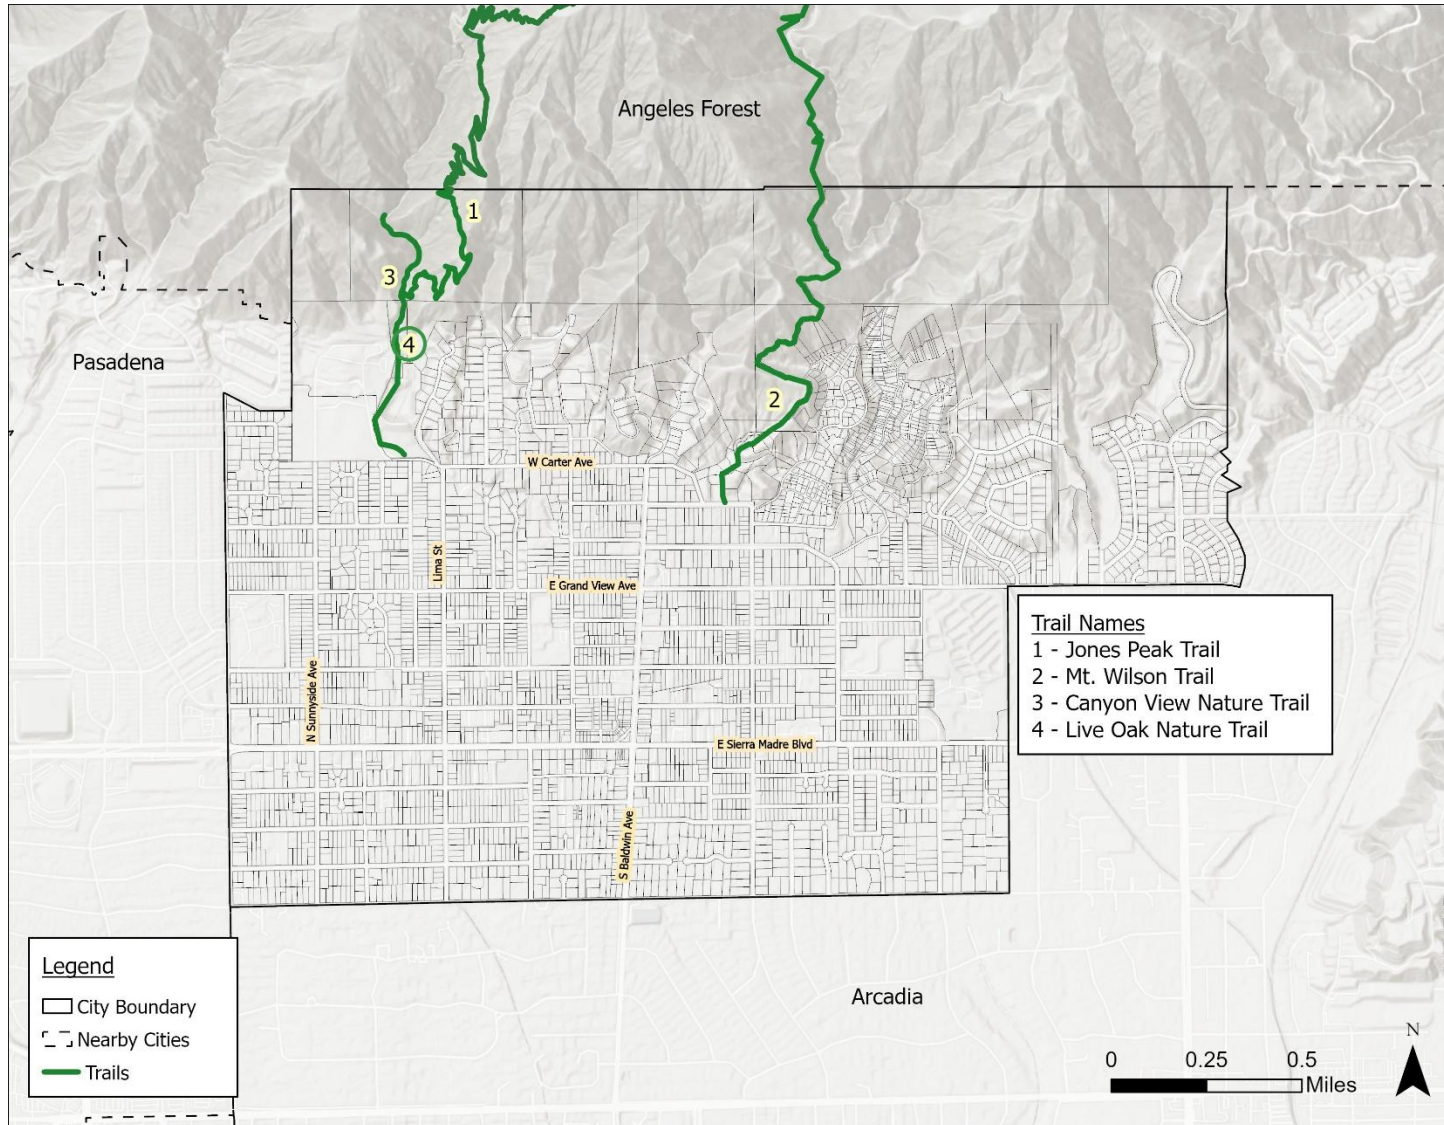 Angeles Forest
1
3
4
Pasadena
2
W Carter Ave
Lima St
E Grand View Ave
Trail Names
1 - Jones Peak Trail
2 - Mt. Wilson Trail
3 - Canyon View Nature Trail
4 - Live Oak Nature Trail
N Sunnyside Ave
E Sierra Madre Blvd
S Baldwin Ave
Legend
City Boundary
Nearby Cities
Trails
Arcadia
N
0 0.25 0.5
Miles